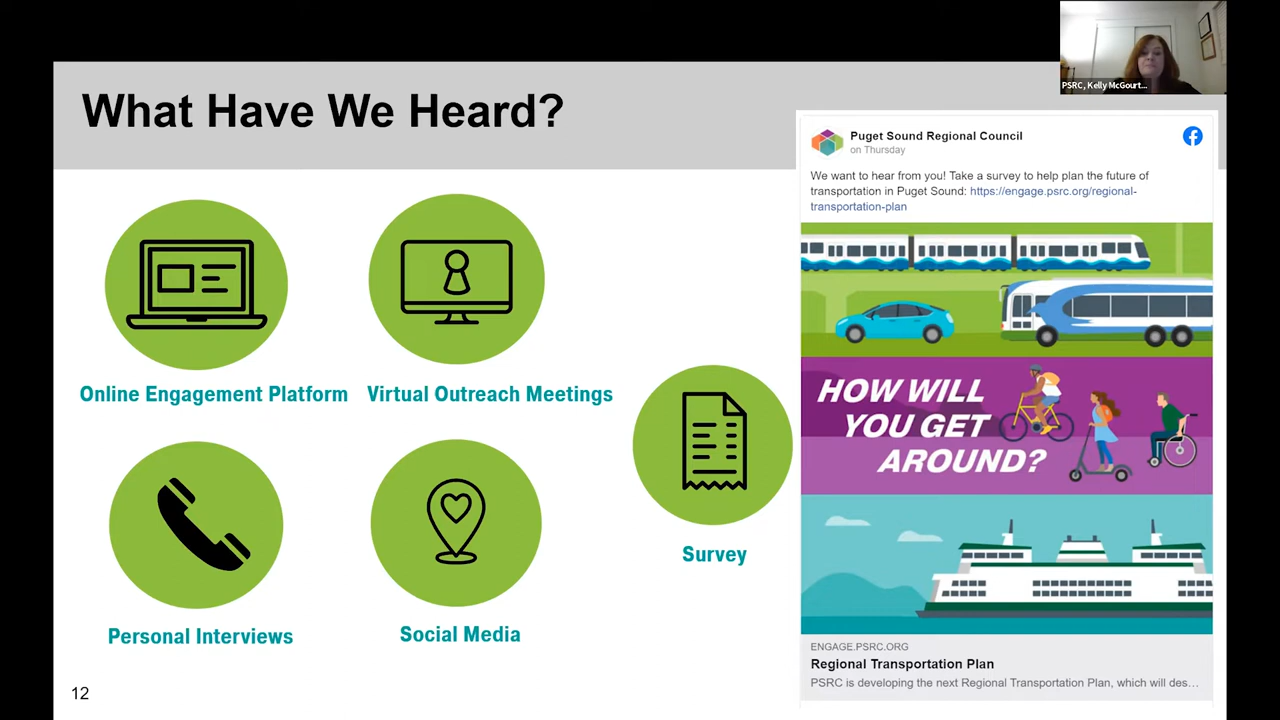 PSRC, Kelly McGourt...
What Have We Heard?
Puget Sound Regional Council
on Thursday
We want to hear from you! Take a survey to help plan the future of
transportation in Puget Sound: https://engage.psrc.org/regional-
transportation-plan
Online Engagement Platform
Virtual Outreach Meetings
HOW WILL
YOU GET
AROUND?
Survey
Personal Interviews
Social Media
ENGAGE.PSRC.ORG
Regional Transportation Plan
PSRC is developing the next Regional Transportation Plan, which will des...
12